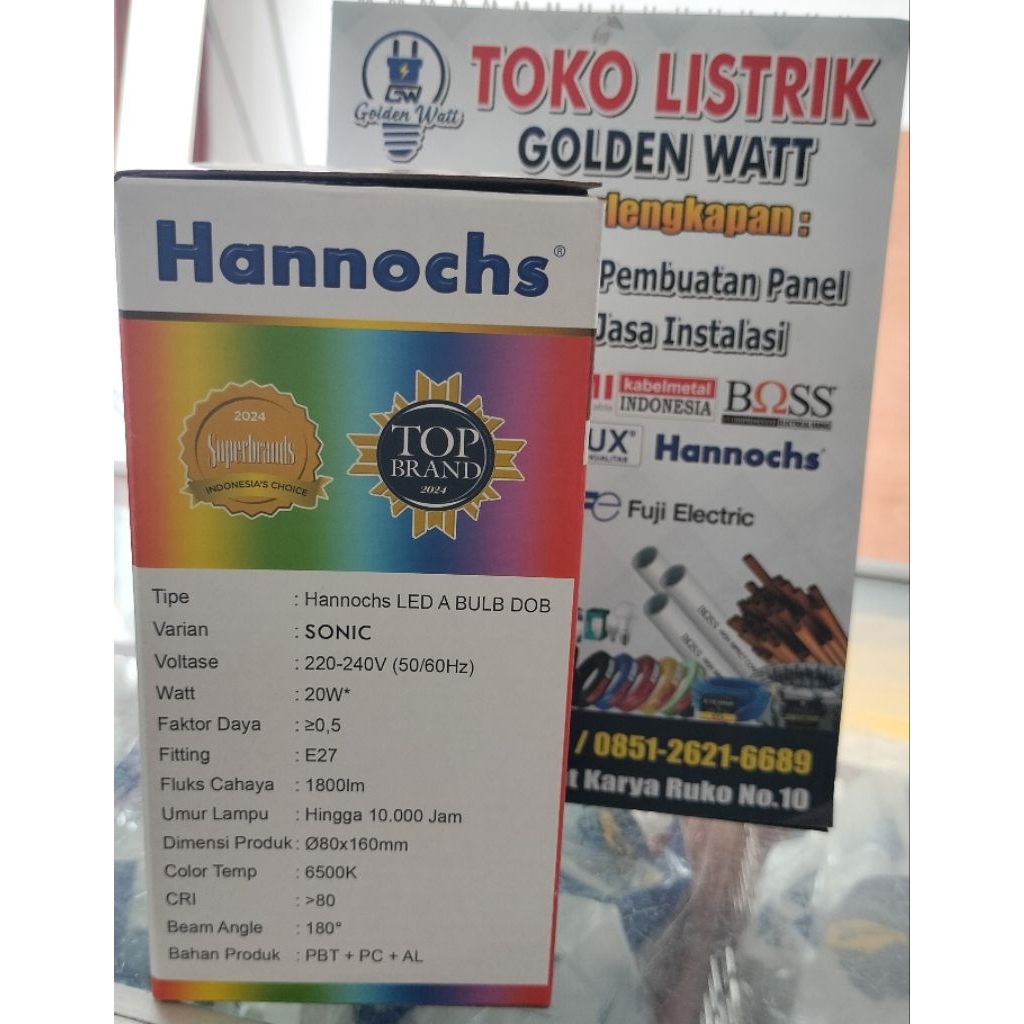 GW
Golden Watt
TOKO LISTRIK
GOLDEN WATT
lengkapan :
Pembuatan Panel
Jasa Instalasi
kabelmetal
INDONESIA
BΩSS
UX®
KUALITAS
Hannochs®
Fuji Electric
/ 0851-2621-6689
t Karya Ruko No.10
Hannochs®
2024
Superbrands
INDONESIA'S CHOICE
TOP
BRAND
2024
Tipe : Hannochs LED A BULB DOB
Varian : SONIC
Voltase : 220-240V (50/60Hz)
Watt : 20W*
Faktor Daya : ≥0,5
Fitting : E27
Fluks Cahaya : 1800lm
Umur Lampu : Hingga 10.000 Jam
Dimensi Produk : Ø80x160mm
Color Temp : 6500K
CRI : >80
Beam Angle : 180°
Bahan Produk : PBT + PC + AL